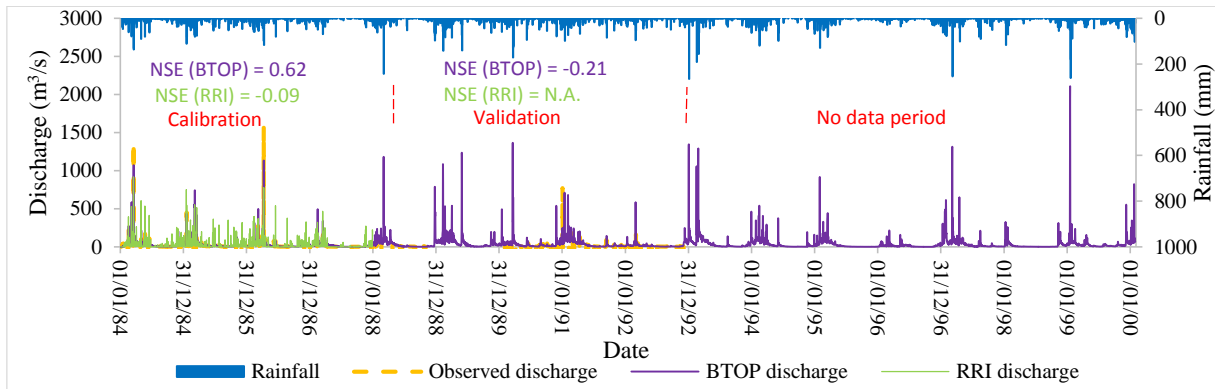 3000
2500
2000
1500
1000
500
0
Discharge (m³/s)
0
200
400
600
800
1000
Rainfall (mm)
NSE (BTOP) = 0.62
NSE (RRI) = -0.09
Calibration
NSE (BTOP) = -0.21
NSE (RRI) = N.A.
Validation
No data period
01/01/84
31/12/84
31/12/85
31/12/86
01/01/88
31/12/88
31/12/89
01/01/91
01/01/92
31/12/92
01/01/94
01/01/95
01/01/96
31/12/96
01/01/98
01/01/99
01/01/00
Date
Rainfall
Observed discharge
BTOP discharge
RRI discharge